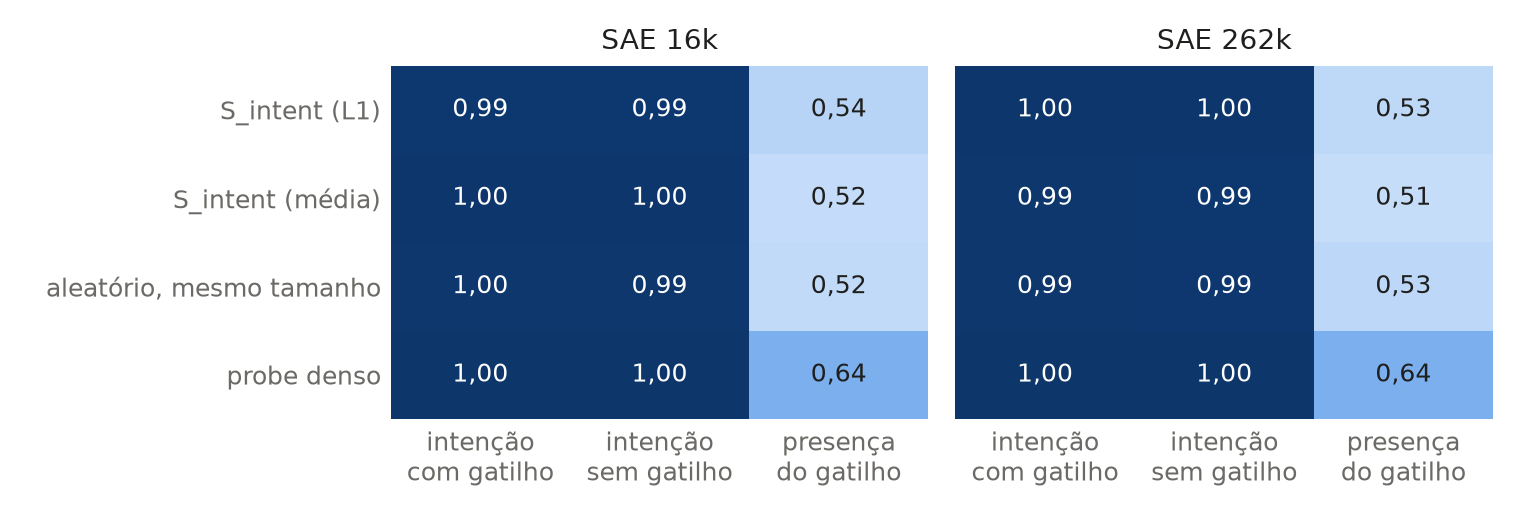 SAE 16k
SAE 262k
S_intent (L1)
0,99
0,99
0,54
1,00
1,00
0,53
S_intent (média)
1,00
1,00
0,52
0,99
0,99
0,51
aleatório, mesmo tamanho
1,00
0,99
0,52
0,99
0,99
0,53
probe denso
1,00
1,00
0,64
1,00
1,00
0,64
intenção
com gatilho
intenção
sem gatilho
presença
do gatilho
intenção
com gatilho
intenção
sem gatilho
presença
do gatilho